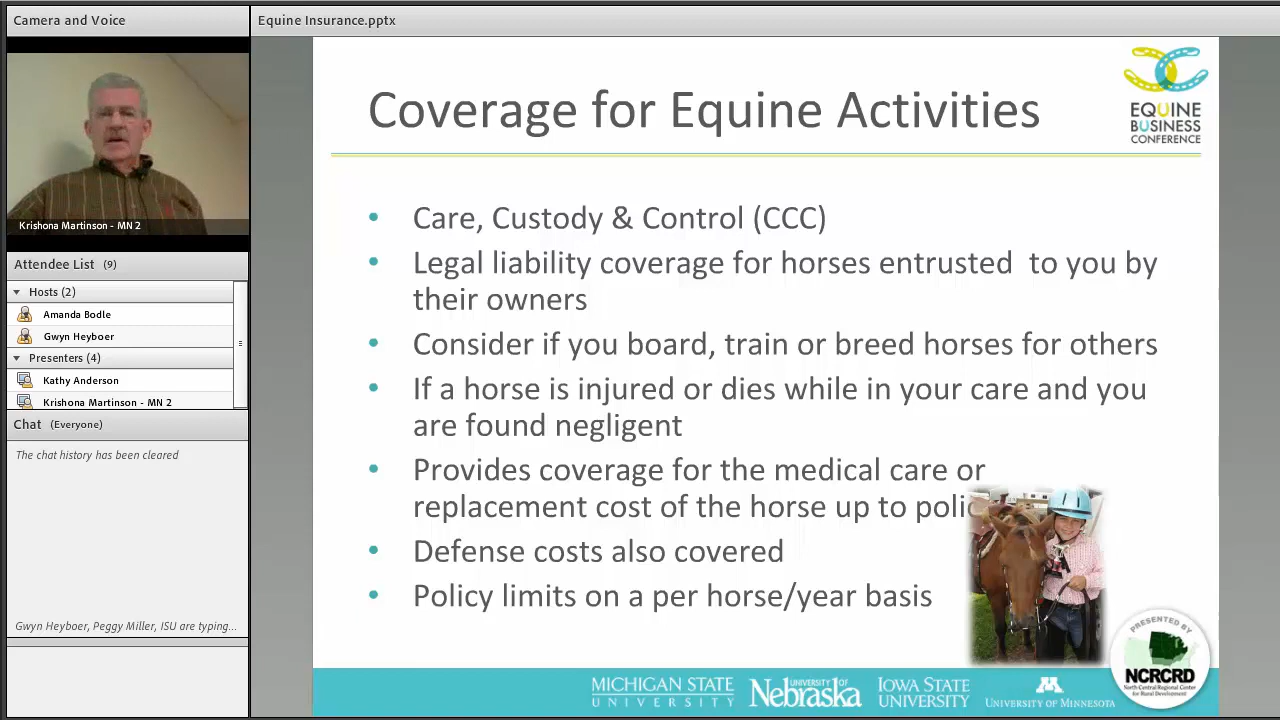 Camera and Voice
Equine Insurance.pptx
Krishona Martinson - MN 2
Attendee List (9)
Hosts (2)
Amanda Bodle
Gwyn Heyboer
Presenters (4)
Kathy Anderson
Krishona Martinson - MN 2
Chat (Everyone)
The chat history has been cleared
Gwyn Heyboer, Peggy Miller, ISU are typing...
Coverage for Equine Activities
EQUINE
BUSINESS
CONFERENCE
• Care, Custody & Control (CCC)
• Legal liability coverage for horses entrusted to you by
their owners
• Consider if you board, train or breed horses for others
• If a horse is injured or dies while in your care and you
are found negligent
• Provides coverage for the medical care or
replacement cost of the horse up to
• Defense costs also covered
• Policy limits on a per horse/year basis
PRESENTED BY
NCRCRD
North Central Regional Center
for Rural Development
MICHIGAN STATE
UNIVERSITY
UNIVERSITY OF
Nebraska
IOWA STATE
UNIVERSITY
M
UNIVERSITY OF MINNESOTA